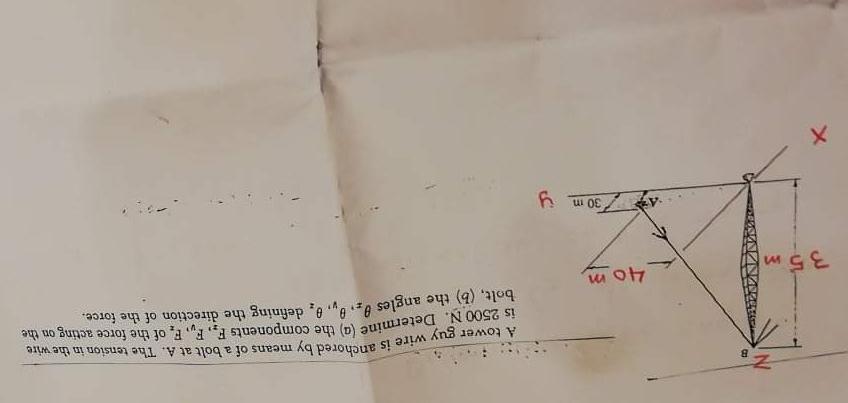 A tower guy wire is anchored by means of a bolt at A. The tension in the wire
is 2500 N. Determine (a) the components Fx, Fy, Fz of the force acting on the
bolt, (b) the angles θx, θy, θz defining the direction of the force.
Z
B
40 m
35 m
A
30 m
y
X